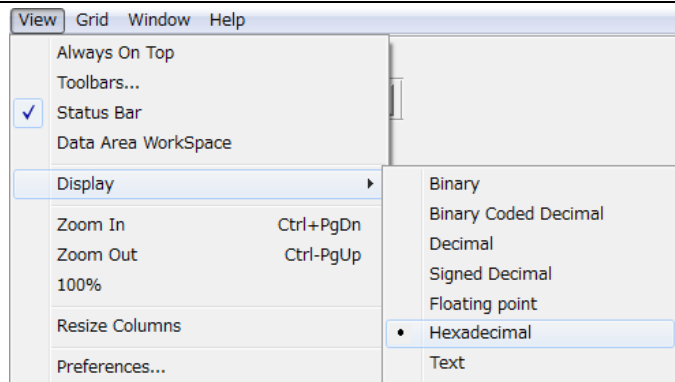 View Grid Window Help
Always On Top
Toolbars...
Status Bar
Data Area WorkSpace
Display
Zoom In Ctrl+PgDn
Zoom Out Ctrl-PgUp
100%
Resize Columns
Preferences...
Binary
Binary Coded Decimal
Decimal
Signed Decimal
Floating point
Hexadecimal
Text